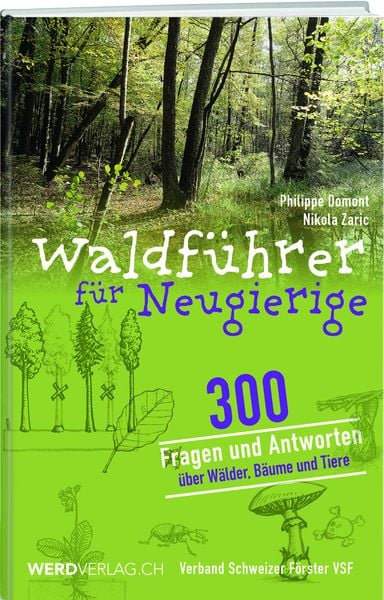 Philippe Domont
Nikola Zaric
Waldführer
für Neugierige
300
Fragen und Antworten
über Wälder, Bäume und Tiere
WERDVERLAG.CH
Verband Schweizer Förster VSF